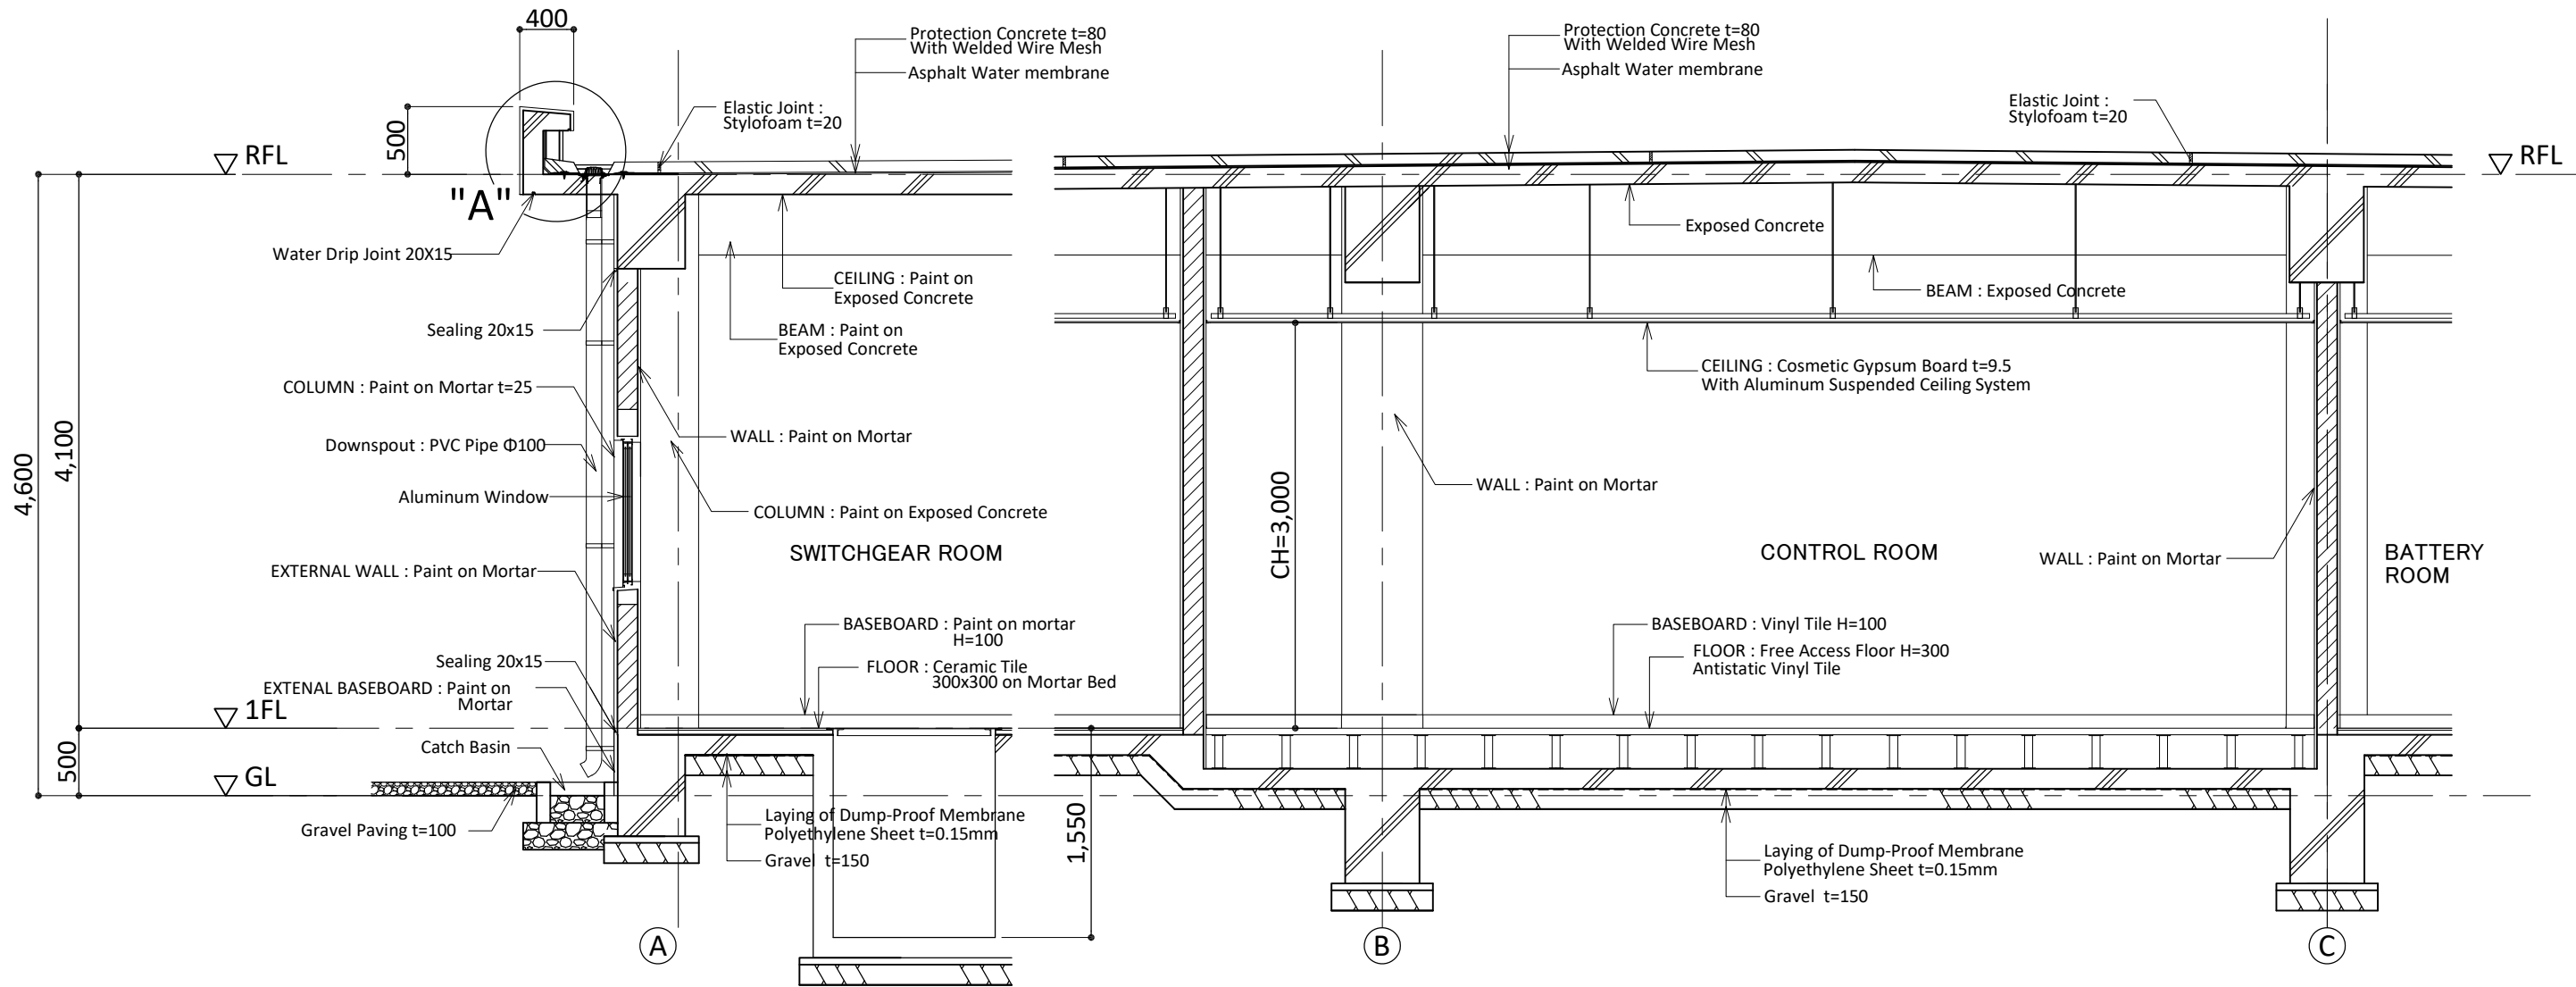 400
Protection Concrete t=80
With Welded Wire Mesh
Asphalt Water membrane
Protection Concrete t=80
With Welded Wire Mesh
Asphalt Water membrane
Elastic Joint :
Stylofoam t=20
Elastic Joint :
Stylofoam t=20
500
RFL
RFL
"A"
Water Drip Joint 20X15
Exposed Concrete
CEILING : Paint on
Exposed Concrete
BEAM : Exposed Concrete
Sealing 20x15
BEAM : Paint on
Exposed Concrete
CEILING : Cosmetic Gypsum Board t=9.5
With Aluminum Suspended Ceiling System
COLUMN : Paint on Mortar t=25
WALL : Paint on Mortar
Downspout : PVC Pipe Φ100
4,600
4,100
Aluminum Window
WALL : Paint on Mortar
COLUMN : Paint on Exposed Concrete
CH=3,000
SWITCHGEAR ROOM
CONTROL ROOM
WALL : Paint on Mortar
BATTERY
ROOM
EXTERNAL WALL : Paint on Mortar
BASEBOARD : Paint on mortar
H=100
BASEBOARD : Vinyl Tile H=100
Sealing 20x15
FLOOR : Ceramic Tile
300x300 on Mortar Bed
FLOOR : Free Access Floor H=300
Antistatic Vinyl Tile
EXTENAL BASEBOARD : Paint on
Mortar
1FL
Catch Basin
500
GL
Gravel Paving t=100
Laying of Dump-Proof Membrane
Polyethylene Sheet t=0.15mm
Gravel t=150
1,550
Laying of Dump-Proof Membrane
Polyethylene Sheet t=0.15mm
Gravel t=150
A
B
C